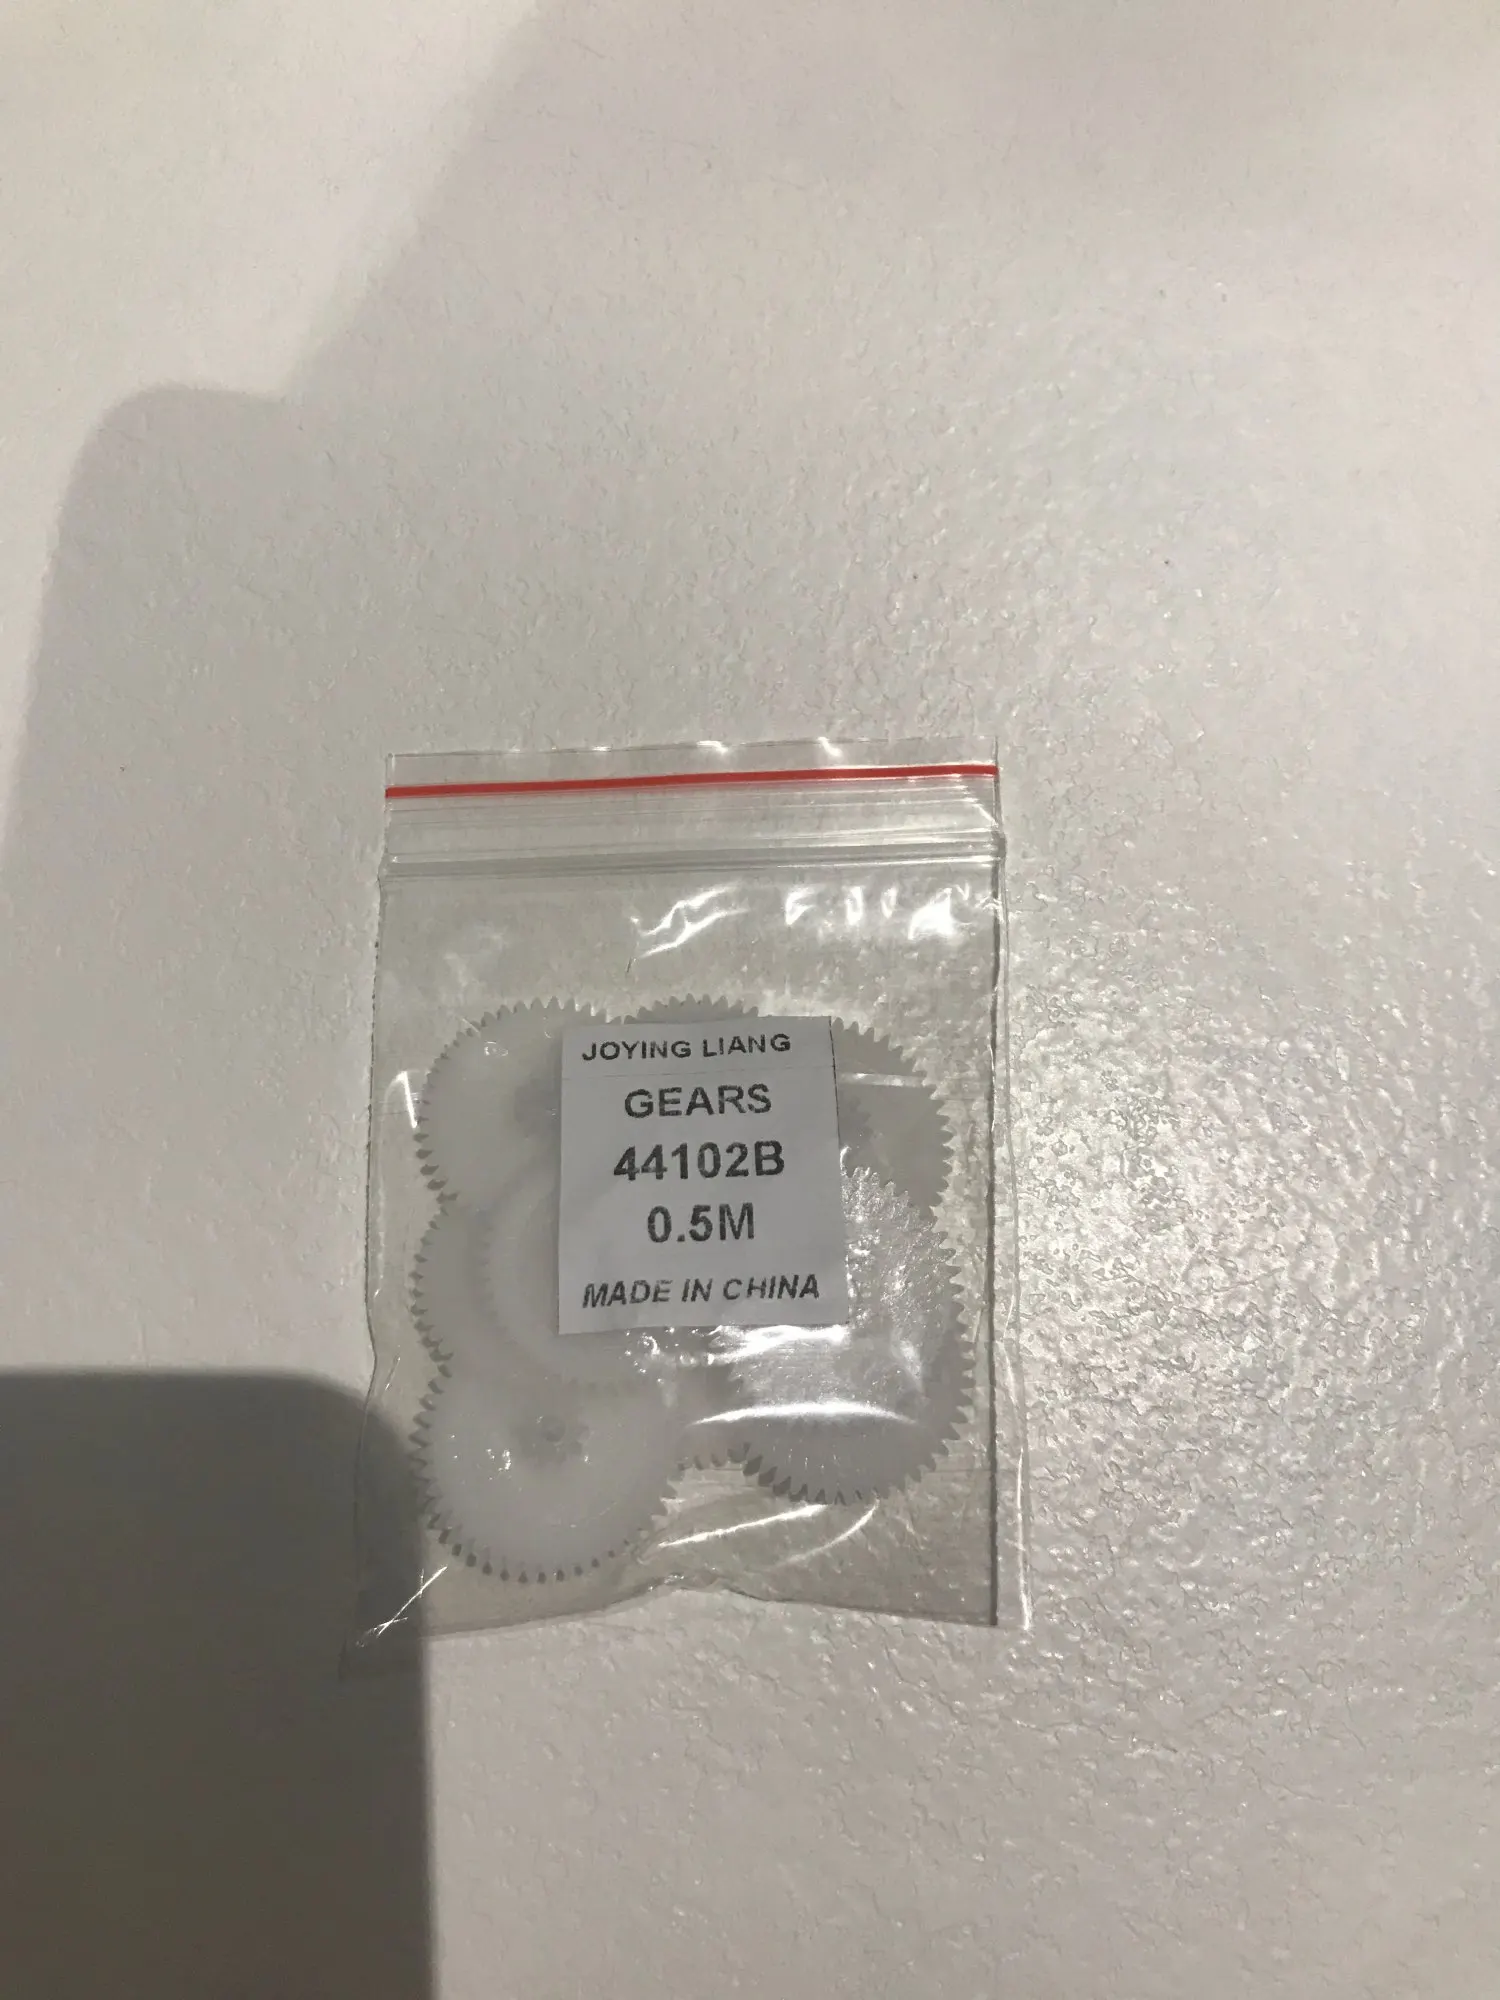 JOYING LIANG
GEARS
44102B
0.5M
MADE IN CHINA